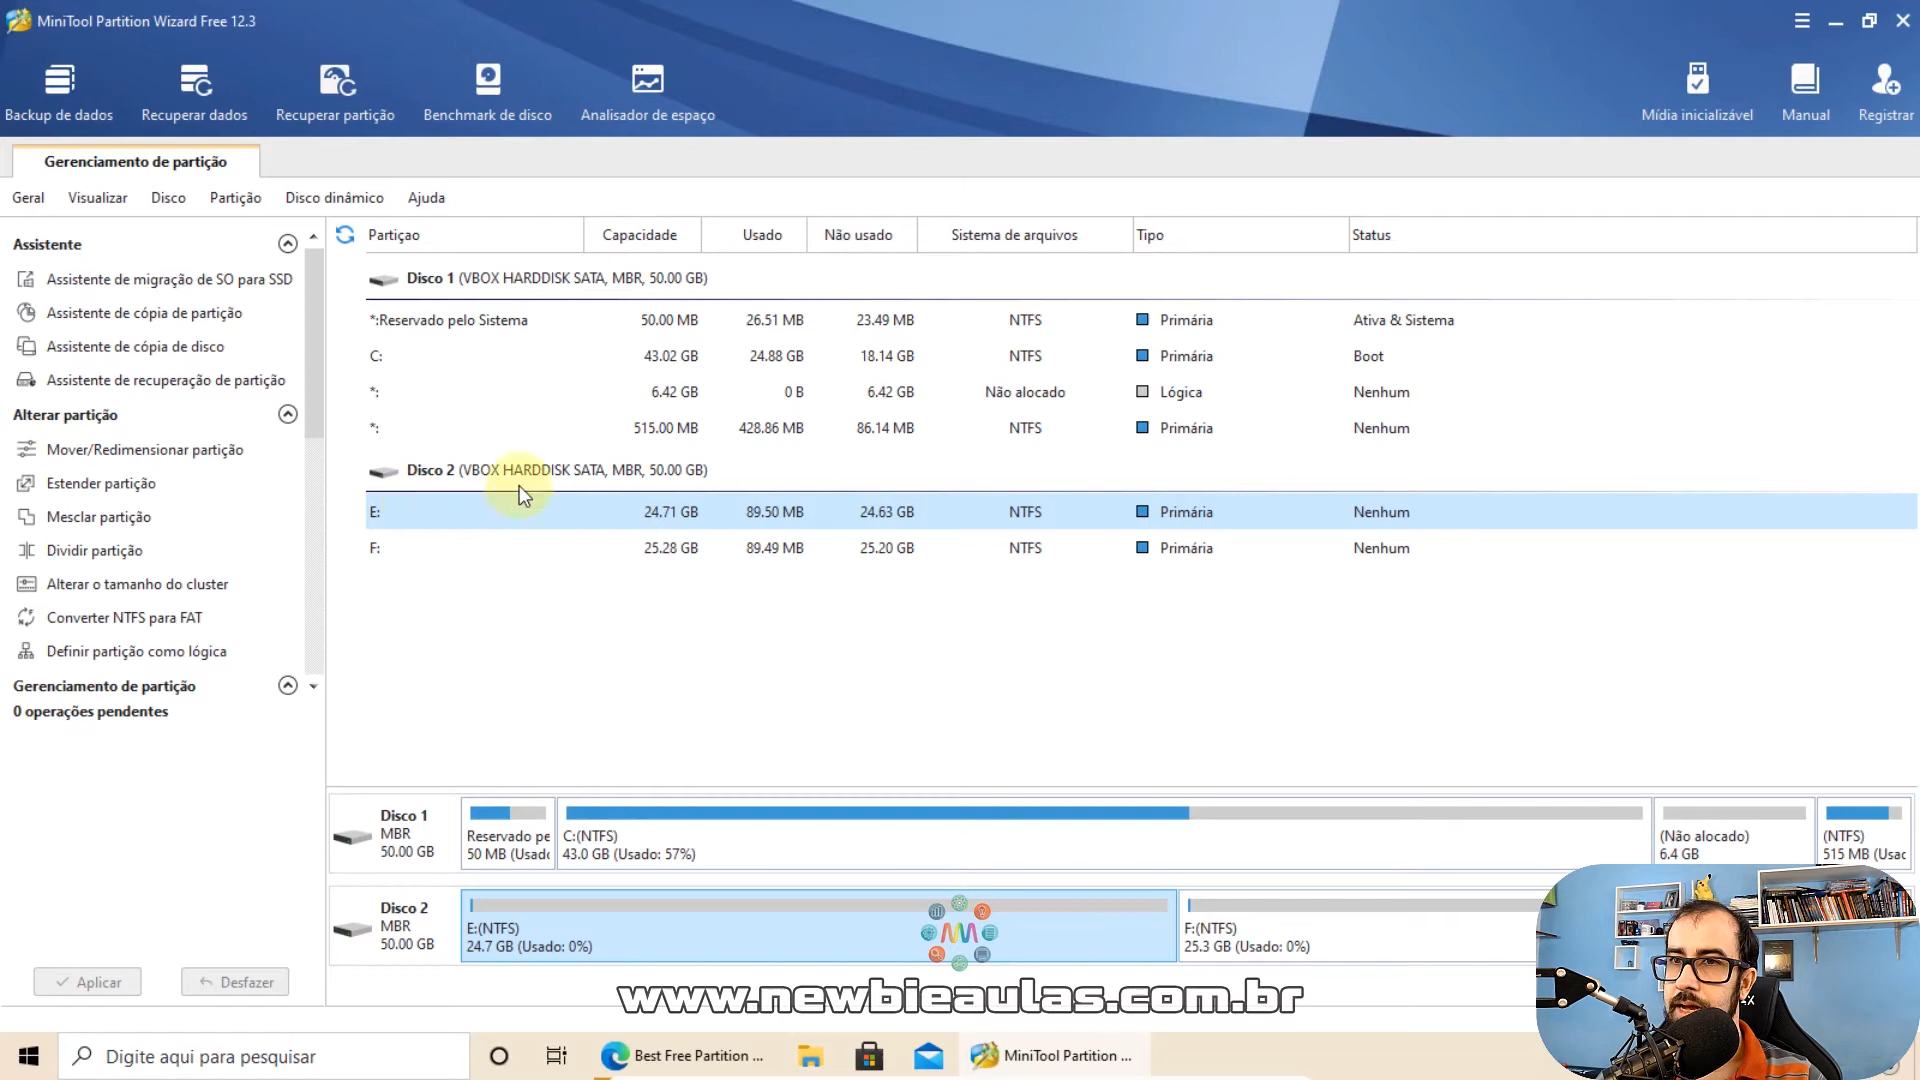 MiniTool Partition Wizard Free 12.3
Backup de dados
Recuperar dados
Recuperar partição
Benchmark de disco
Analisador de espaço
Mídia inicializável
Manual
Registrar
Gerenciamento de partição
Geral
Visualizar
Disco
Partição
Disco dinâmico
Ajuda
Assistente
Assistente de migração de SO para SSD
Assistente de cópia de partição
Assistente de cópia de disco
Assistente de recuperação de partição
Alterar partição
Mover/Redimensionar partição
Estender partição
Mesclar partição
Dividir partição
Alterar o tamanho do cluster
Converter NTFS para FAT
Definir partição como lógica
Gerenciamento de partição
0 operações pendentes
Aplicar
Desfazer
Partiçao Capacidade Usado Não usado Sistema de arquivos Tipo Status
Disco 1 (VBOX HARDDISK SATA, MBR, 50.00 GB)
*:Reservado pelo Sistema 50.00 MB 26.51 MB 23.49 MB NTFS Primária Ativa & Sistema
C: 43.02 GB 24.88 GB 18.14 GB NTFS Primária Boot
*: 6.42 GB 0 B 6.42 GB Não alocado Lógica Nenhum
*: 515.00 MB 428.86 MB 86.14 MB NTFS Primária Nenhum
Disco 2 (VBOX HARDDISK SATA, MBR, 50.00 GB)
E: 24.71 GB 89.50 MB 24.63 GB NTFS Primária Nenhum
F: 25.28 GB 89.49 MB 25.20 GB NTFS Primária Nenhum
Disco 1
MBR
50.00 GB
Reservado pe
50 MB (Usad
C:(NTFS)
43.0 GB (Usado: 57%)
(Não alocado)
6.4 GB
(NTFS)
515 MB (Usac
Disco 2
MBR
50.00 GB
E:(NTFS)
24.7 GB (Usado: 0%)
F:(NTFS)
25.3 GB (Usado: 0%)
www.newbieaulas.com.br
Digite aqui para pesquisar
Best Free Partition ...
MiniTool Partition ...